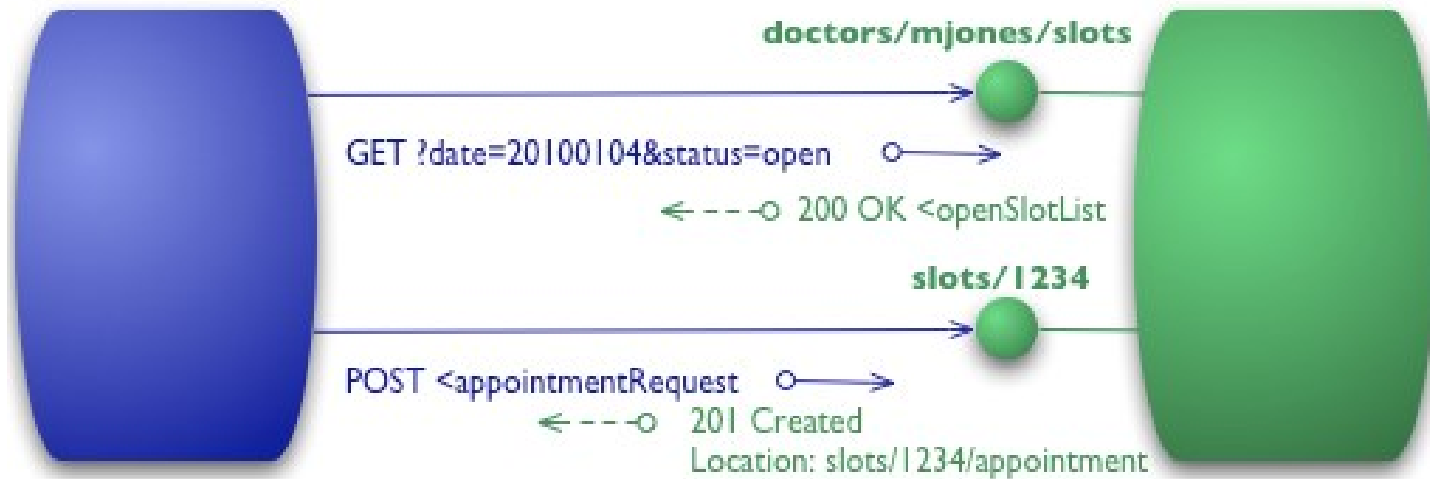 doctors/mjones/slots
GET ?date=20100104&status=open
200 OK <openSlotList
slots/1234
POST <appointmentRequest
201 Created
Location: slots/1234/appointment